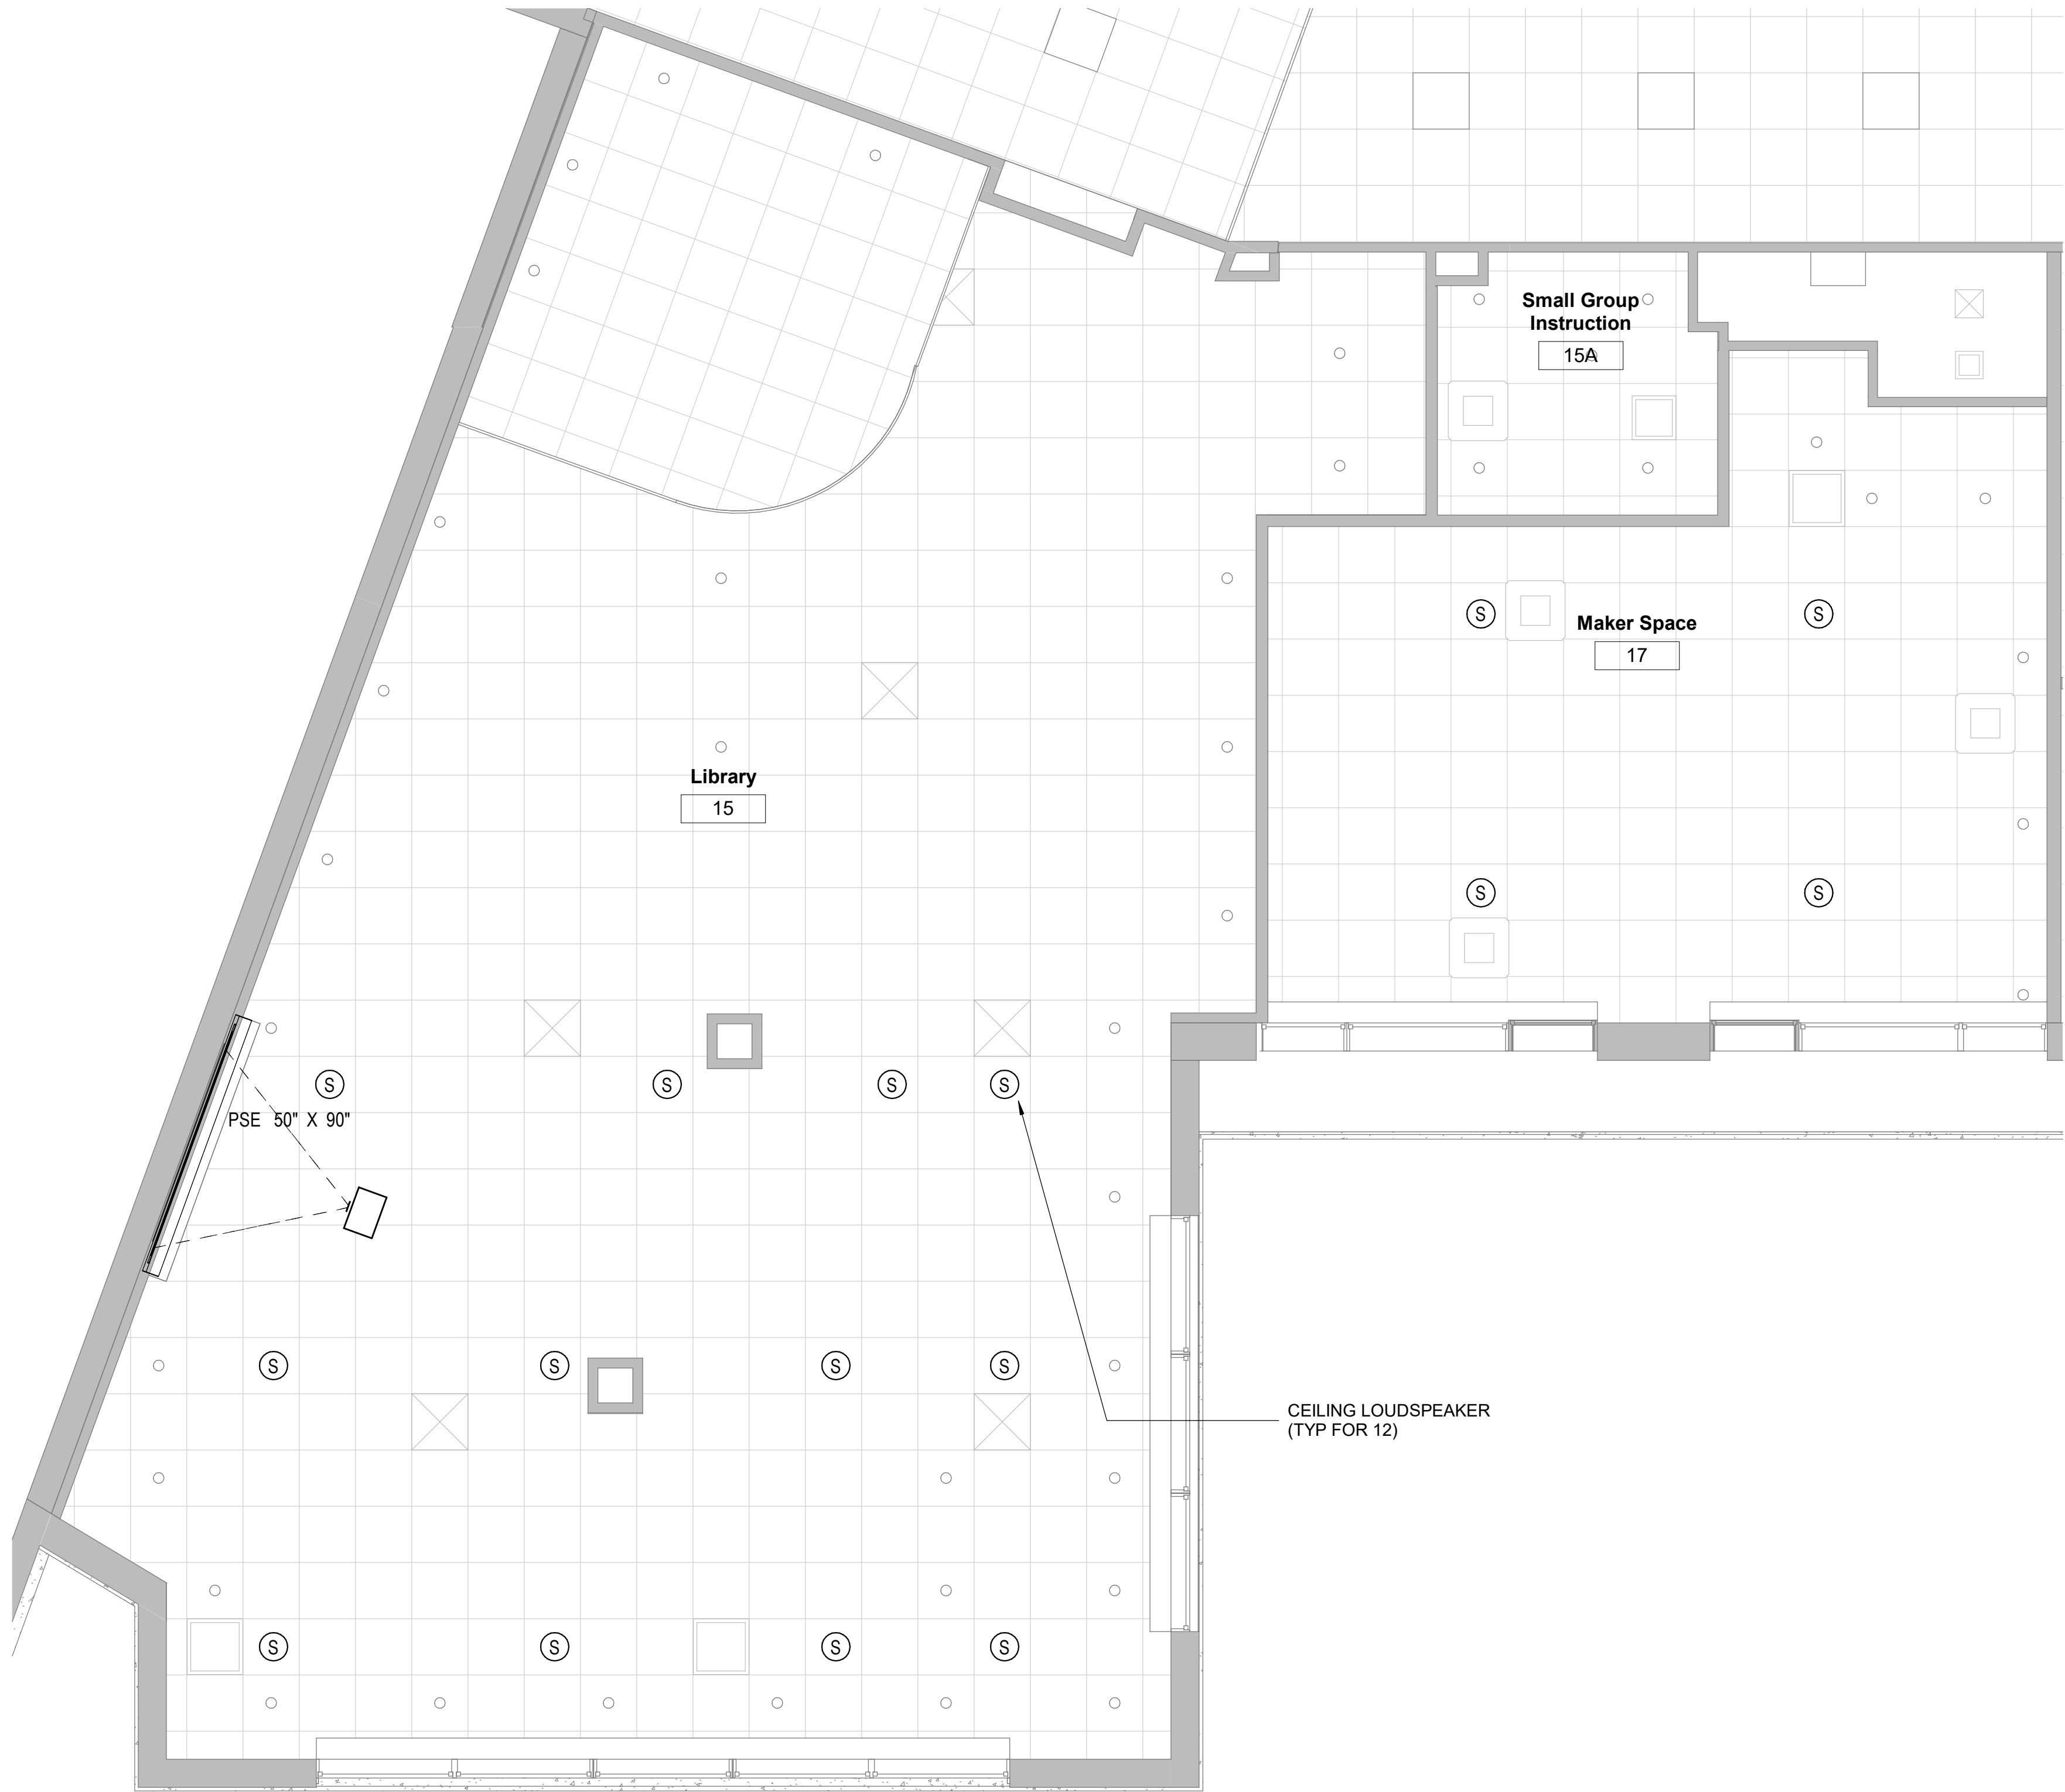 Small Group
Instruction
15A
S
S
Maker Space
17
Library
15
S
S
S
S
S
S
PSE 50" X 90"
S
S
S
S
CEILING LOUDSPEAKER
(TYP FOR 12)
S
S
S
S